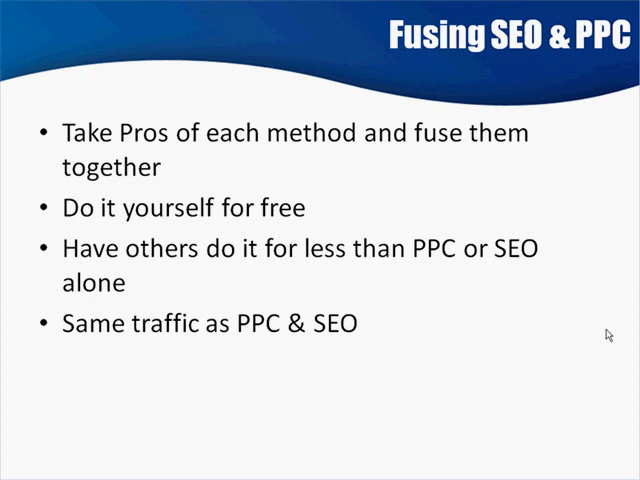 Fusing SEO & PPC
• Take Pros of each method and fuse them
together
• Do it yourself for free
• Have others do it for less than PPC or SEO
alone
• Same traffic as PPC & SEO